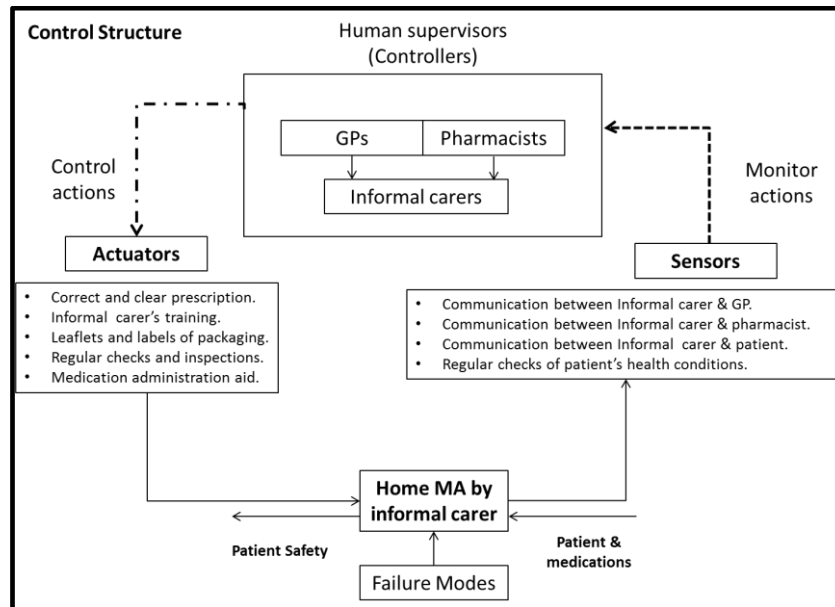 Control Structure
Human supervisors
(Controllers)
GPs
Pharmacists
Informal carers
Control
actions
Monitor
actions
Actuators
Sensors
• Correct and clear prescription.
• Informal carer's training.
• Leaflets and labels of packaging.
• Regular checks and inspections.
• Medication administration aid.
• Communication between Informal carer & GP.
• Communication between Informal carer & pharmacist.
• Communication between Informal carer & patient.
• Regular checks of patient's health conditions.
Home MA by
informal carer
Patient Safety
Patient &
medications
Failure Modes